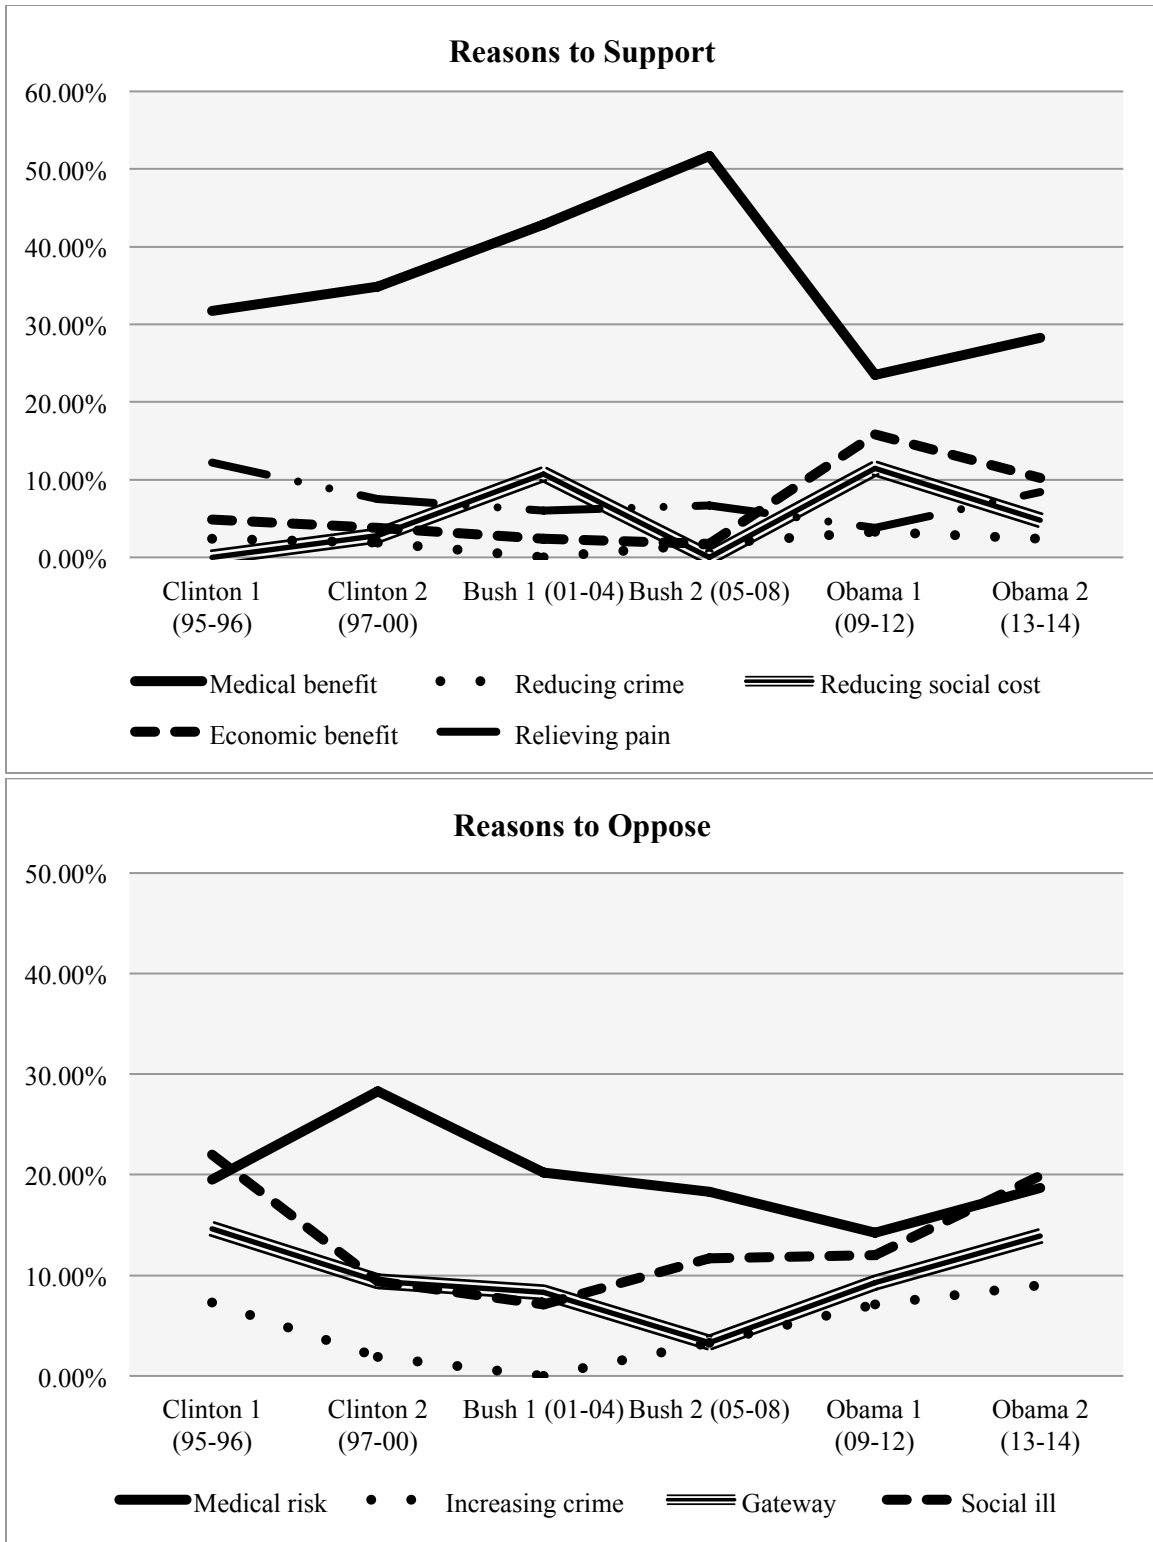 Reasons to Support
60.00%
50.00%
40.00%
30.00%
20.00%
10.00%
0.00%
Clinton 1 (95-96)
Clinton 2 (97-00)
Bush 1 (01-04)
Bush 2 (05-08)
Obama 1 (09-12)
Obama 2 (13-14)
Medical benefit
Reducing crime
Reducing social cost
Economic benefit
Relieving pain
Reasons to Oppose
50.00%
40.00%
30.00%
20.00%
10.00%
0.00%
Clinton 1 (95-96)
Clinton 2 (97-00)
Bush 1 (01-04)
Bush 2 (05-08)
Obama 1 (09-12)
Obama 2 (13-14)
Medical risk
Increasing crime
Gateway
Social ill